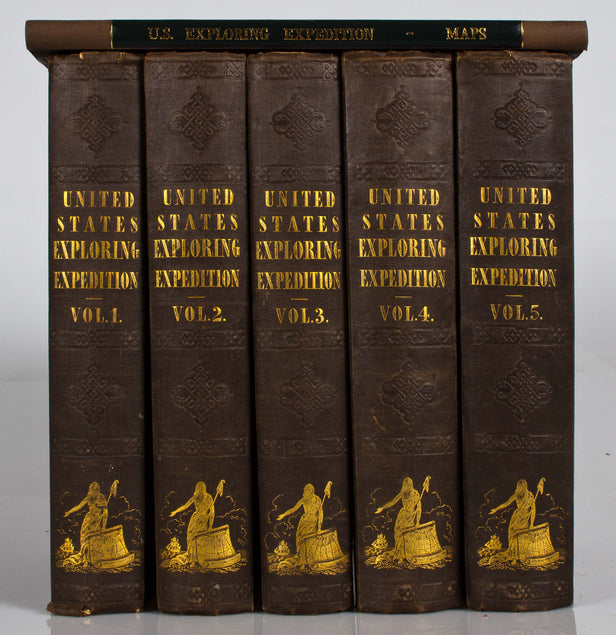 U.S. EXPLORING EXPEDITION - MAPS
UNITED
STATES
EXPLORING
EXPEDITION
VOL.1.
UNITED
STATES
EXPLORING
EXPEDITION
VOL.2.
UNITED
STATES
EXPLORING
EXPEDITION
VOL.3.
UNITED
STATES
EXPLORING
EXPEDITION
VOL.4.
UNITED
STATES
EXPLORING
EXPEDITION
VOL.5.